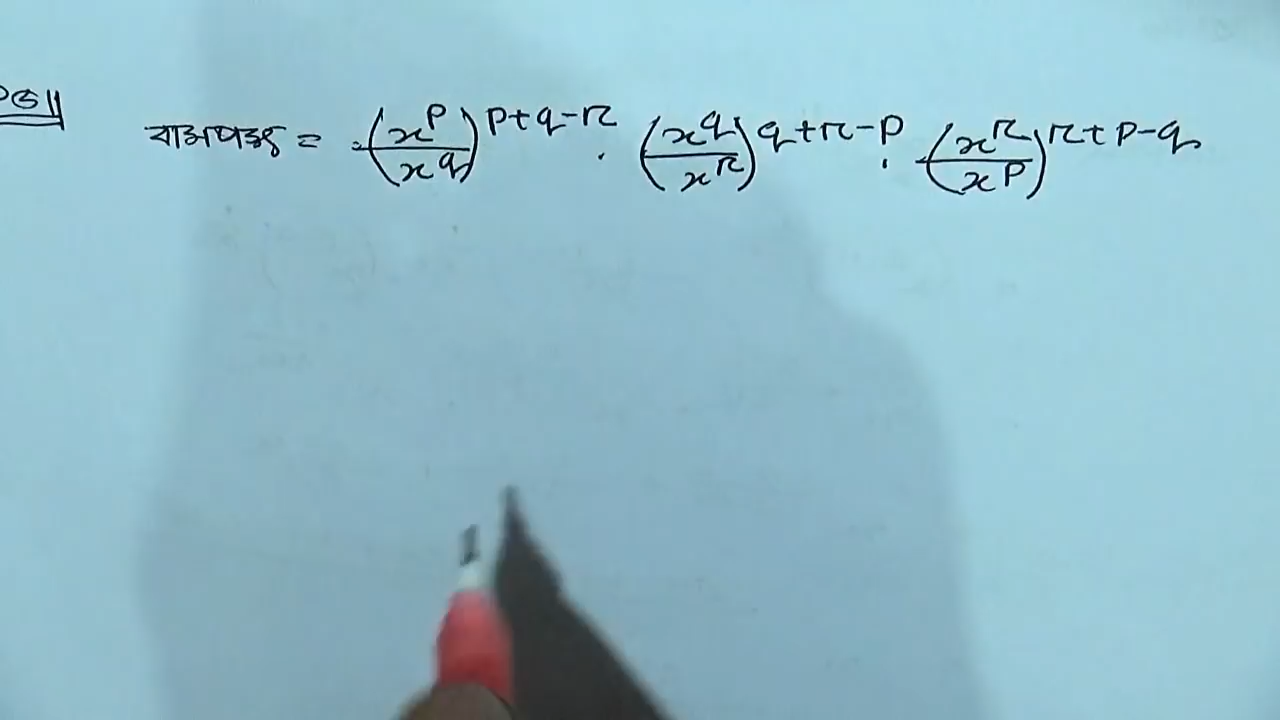 বামপক্ষ = (x^p/x^q)^p+q-r . (x^q/x^r)^q+r-p . (x^r/x^p)^r+p-q